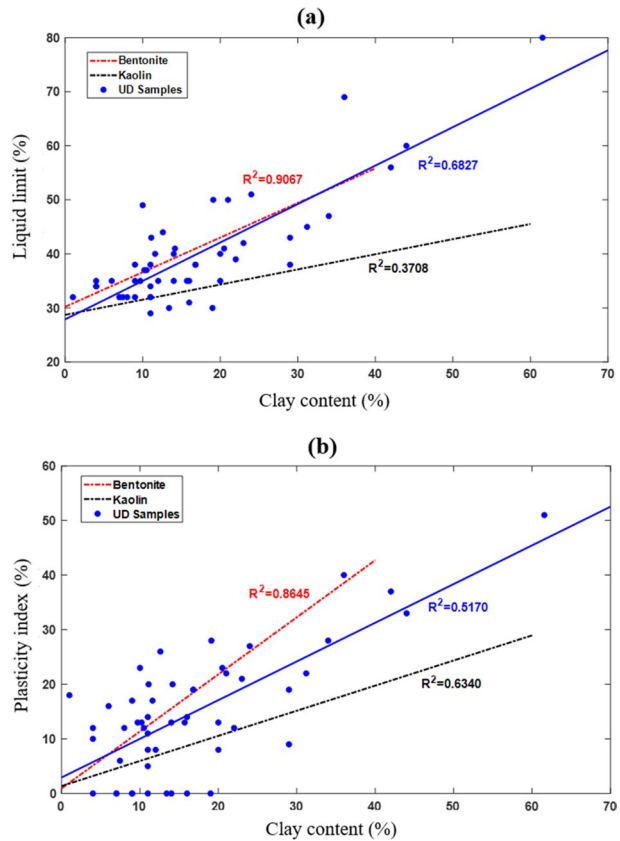 (a)
80
70
60
50
40
30
20
Liquid limit (%)
Bentonite
Kaolin
UD Samples
R²=0.9067
R²=0.6827
R²=0.3708
0 10 20 30 40 50 60 70
Clay content (%)
(b)
60
50
40
30
20
10
0
Plasticity index (%)
Bentonite
Kaolin
UD Samples
R²=0.8645
R²=0.5170
R²=0.6340
0 10 20 30 40 50 60 70
Clay content (%)